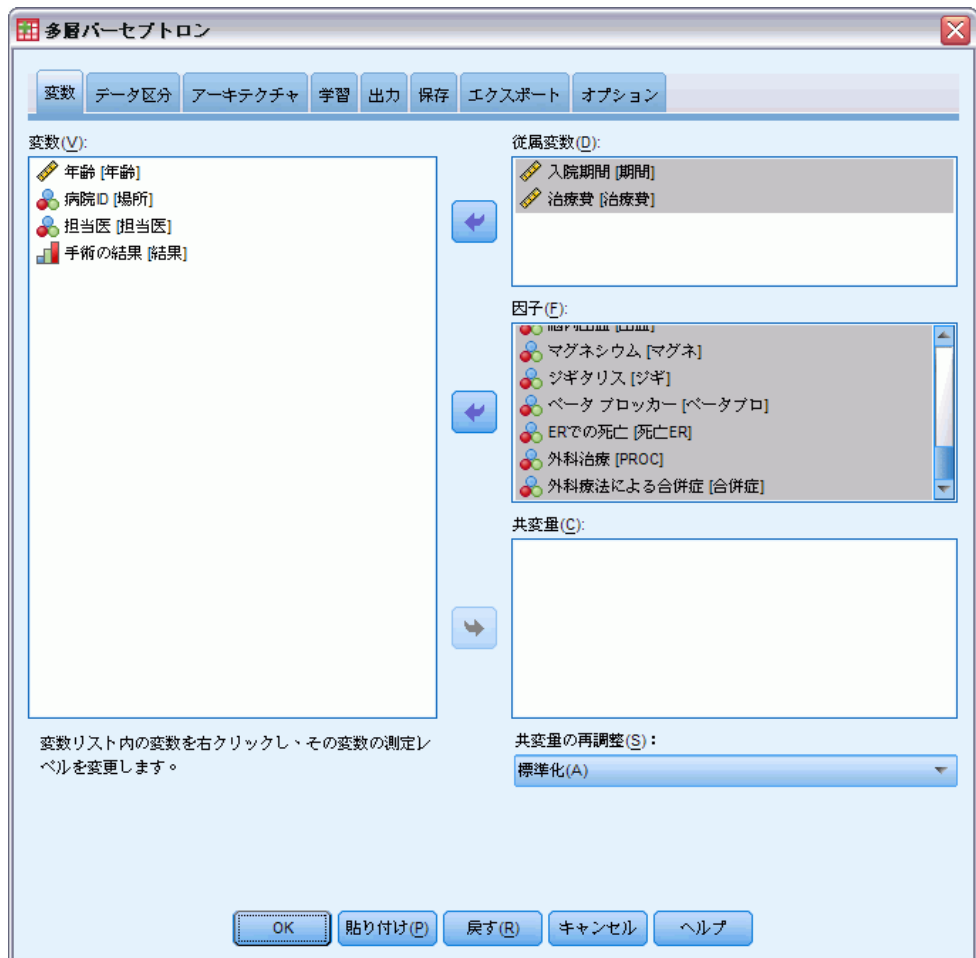 多層パーセプトロン
変数 データ区分 アーキテクチャ 学習 出力 保存 エクスポート オプション
変数(V):
年齢 [年齢]
病院ID [場所]
担当医 [担当医]
手術の結果 [結果]
従属変数(D):
入院期間 [期間]
治療費 [治療費]
因子(F):
マグネシウム [マグネ]
ジギタリス [ジギ]
ベータ ブロッカー [ベータブロ]
ERでの死亡 [死亡ER]
外科治療 [PROC]
外科療法による合併症 [合併症]
共変量(C):
変数リスト内の変数を右クリックし、その変数の測定レ
ベルを変更します。
共変量の再調整(S):
標準化(A)
OK 貼り付け(P) 戻す(R) キャンセル ヘルプ